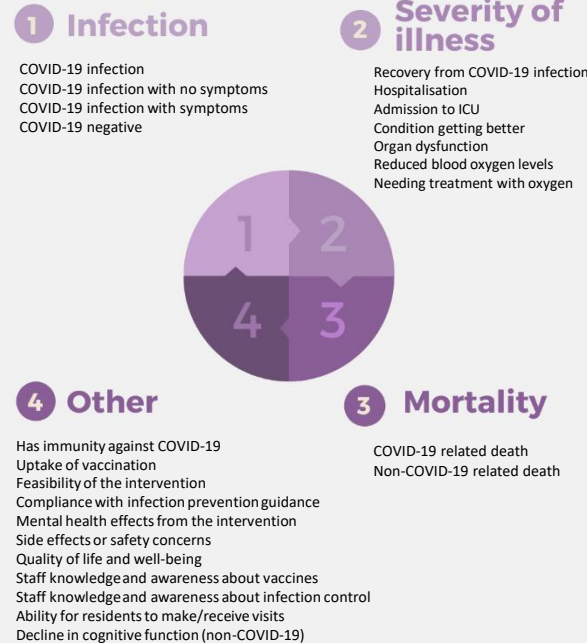 1 Infection
COVID-19 infection
COVID-19 infection with no symptoms
COVID-19 infection with symptoms
COVID-19 negative
2 Severity of
illness
Recovery from COVID-19 infection
Hospitalisation
Admission to ICU
Condition getting better
Organ dysfunction
Reduced blood oxygen levels
Needing treatment with oxygen
1 2
4 3
4 Other
Has immunity against COVID-19
Uptake of vaccination
Feasibility of the intervention
Compliance with infection prevention guidance
Mental health effects from the intervention
Side effects or safety concerns
Quality of life and well-being
Staff knowledge and awareness about vaccines
Staff knowledge and awareness about infection control
Ability for residents to make/receive visits
Decline in cognitive function (non-COVID-19)
3 Mortality
COVID-19 related death
Non-COVID-19 related death